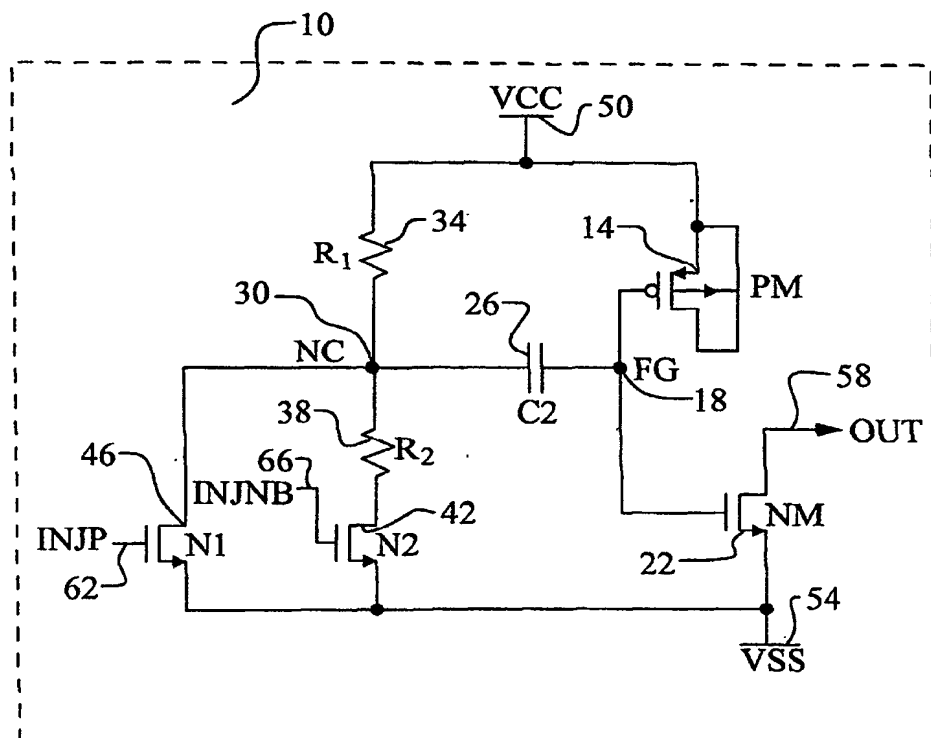 10
VCC
50
34
R1
14
PM
30
26
NC
FG
C2
18
58
38
R2
OUT
46
66
INJNB
42
INJP
N1
N2
NM
62
22
54
VSS